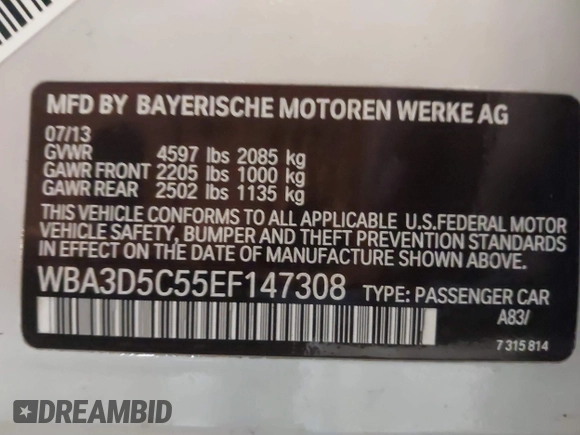 MFD BY BAYERISCHE MOTOREN WERKE AG
07/13
GVWR 4597 lbs 2085 kg
GAWR FRONT 2205 lbs 1000 kg
GAWR REAR 2502 lbs 1135 kg
THIS VEHICLE CONFORMS TO ALL APPLICABLE U.S.FEDERAL MOTOR
VEHICLE SAFETY, BUMPER AND THEFT PREVENTION STANDARDS
IN EFFECT ON THE DATE OF MANUFACTURE SHOWN ABOVE.
WBA3D5C55EF147308 TYPE: PASSENGER CAR
A83/
7 315 814
DREAMBID